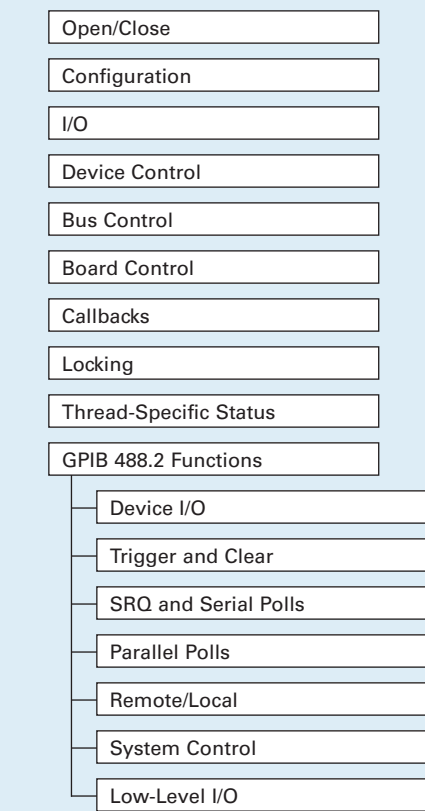 Open/Close
Configuration
I/O
Device Control
Bus Control
Board Control
Callbacks
Locking
Thread-Specific Status
GPIB 488.2 Functions
Device I/O
Trigger and Clear
SRQ and Serial Polls
Parallel Polls
Remote/Local
System Control
Low-Level I/O